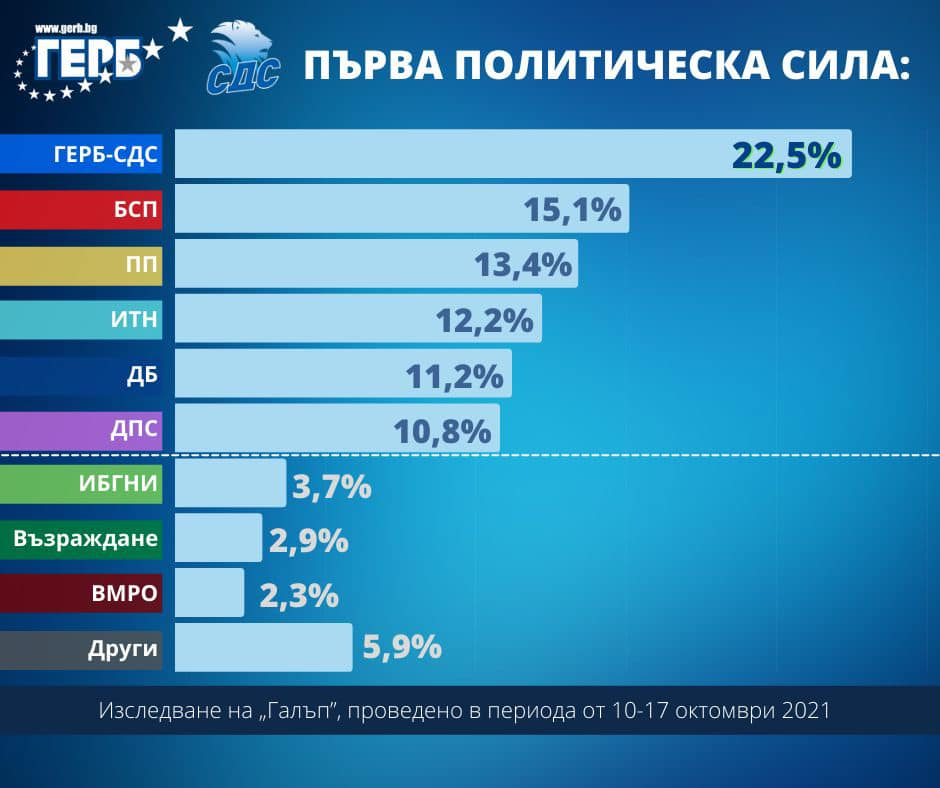 www.gerb.bg
ГЕРБ
СДС
ПЪРВА ПОЛИТИЧЕСКА СИЛА:
ГЕРБ-СДС 22,5%
БСП 15,1%
ПП 13,4%
ИТН 12,2%
ДБ 11,2%
ДПС 10,8%
ИБГНИ 3,7%
Възраждане 2,9%
ВМРО 2,3%
Други 5,9%
Изследване на „Галъп”, проведено в периода от 10-17 октомври 2021